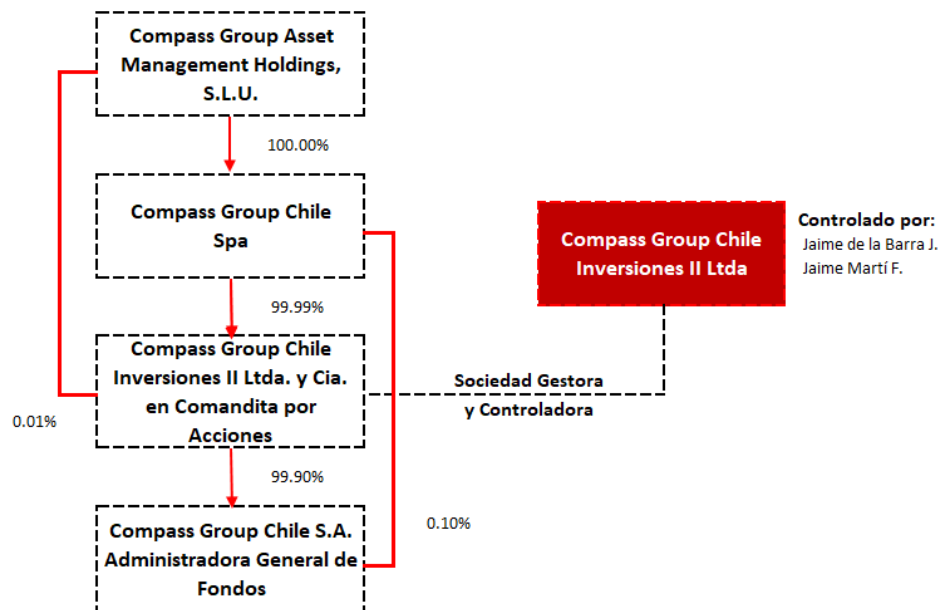 Compass Group Asset
Management Holdings,
S.L.U.
100.00%
Compass Group Chile
Spa
99.99%
Compass Group Chile
Inversiones II Ltda. y Cia.
en Comandita por
Acciones
0.01%
99.90%
Compass Group Chile S.A.
Administradora General de
Fondos
0.10%
Sociedad Gestora
y Controladora
Compass Group Chile
Inversiones II Ltda
Controlado por:
Jaime de la Barra J.
Jaime Martí F.